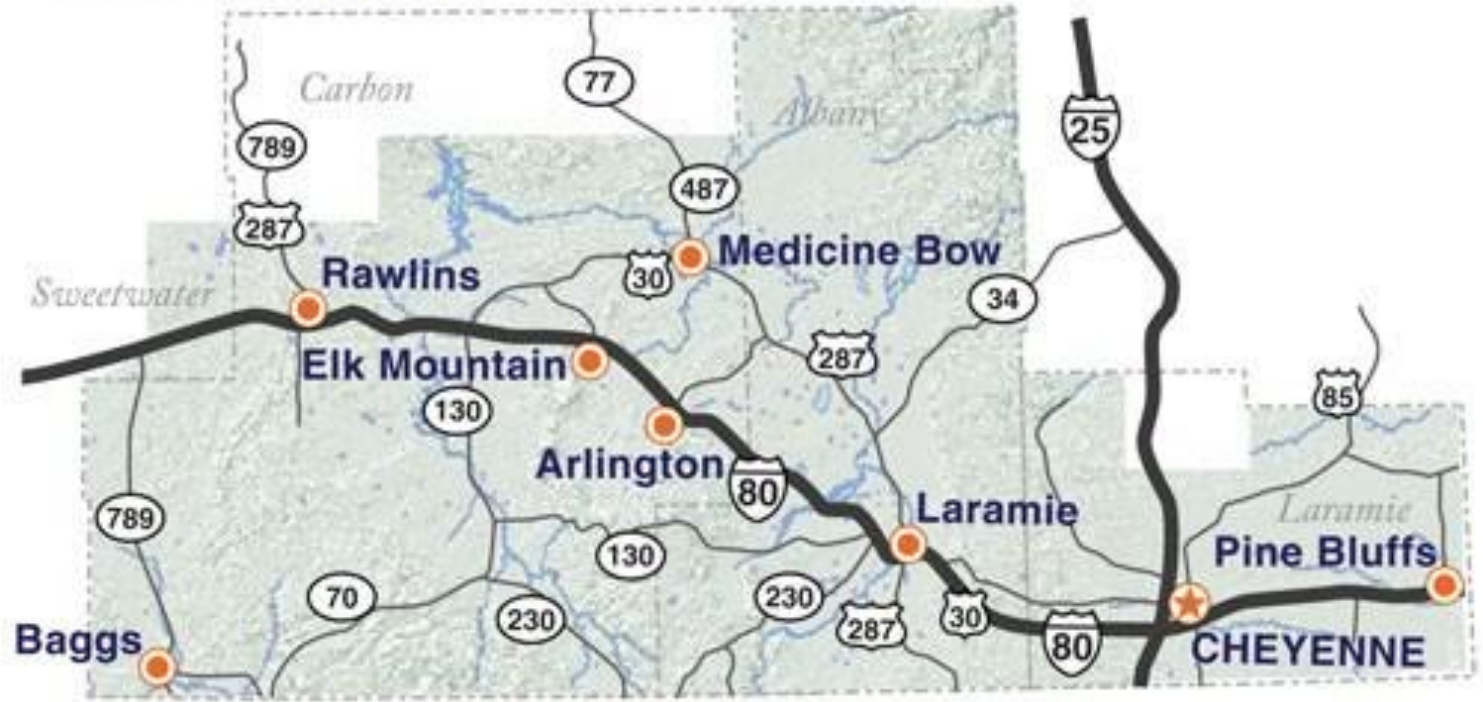 Carbon
77
Albany
25
789
487
287
Medicine Bow
Rawlins
30
Sweetwater
34
287
Elk Mountain
130
85
Arlington
80
789
Laramie
Laramie
130
Pine Bluffs
70
230
230
287
30
80
Baggs
CHEYENNE